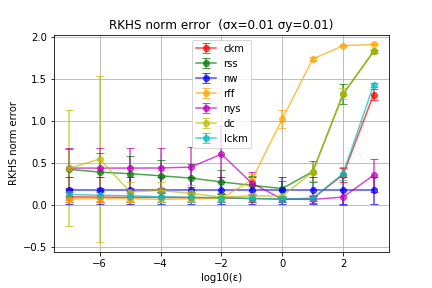 RKHS norm error (σx=0.01 σy=0.01)
2.0
1.5
1.0
0.5
0.0
−0.5
RKHS norm error
ckm
rss
nw
rff
nys
dc
lckm
−6
−4
−2
0
2
log10(ε)